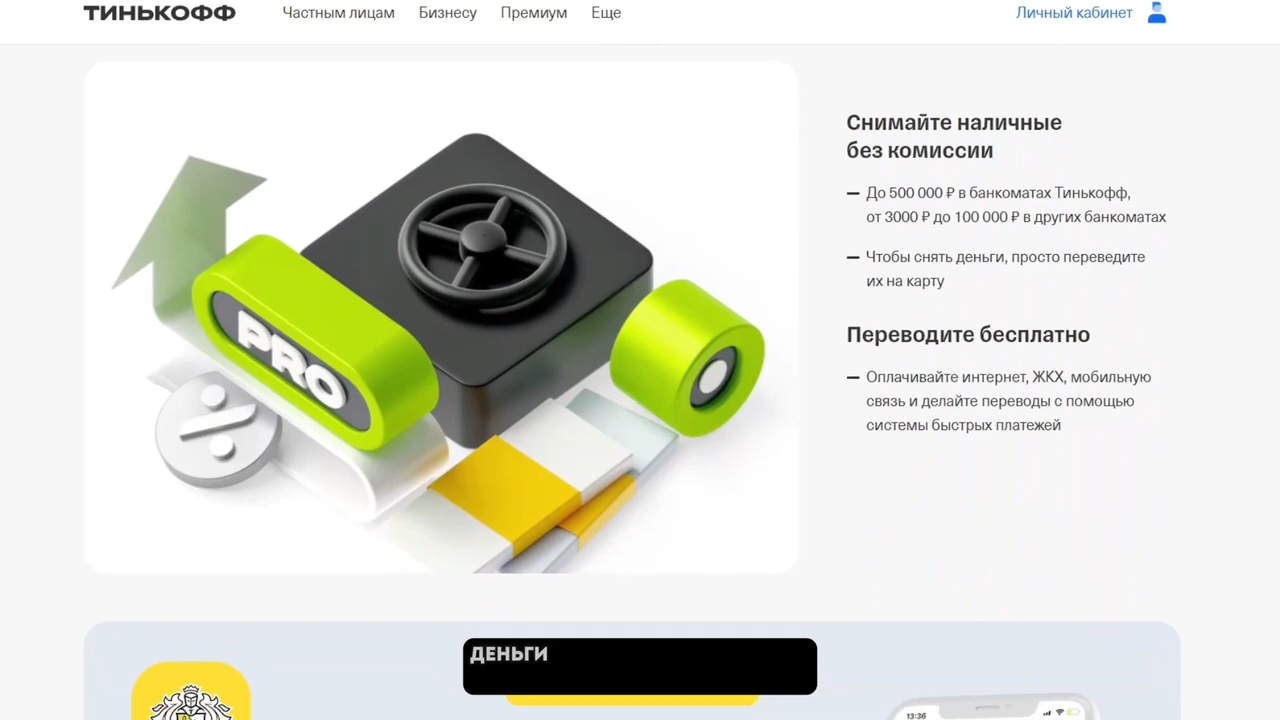 ТИНЬКОФФ
Частным лицам
Бизнесу
Премиум
Еще
Личный кабинет
PRO
Снимайте наличные
без комиссии
— До 500 000 ₽ в банкоматах Тинькофф,
от 3000 ₽ до 100 000 ₽ в других банкоматах
— Чтобы снять деньги, просто переведите
их на карту
Переводите бесплатно
— Оплачивайте интернет, ЖКХ, мобильную
связь и делайте переводы с помощью
системы быстрых платежей
ДЕНЬГИ
13:36